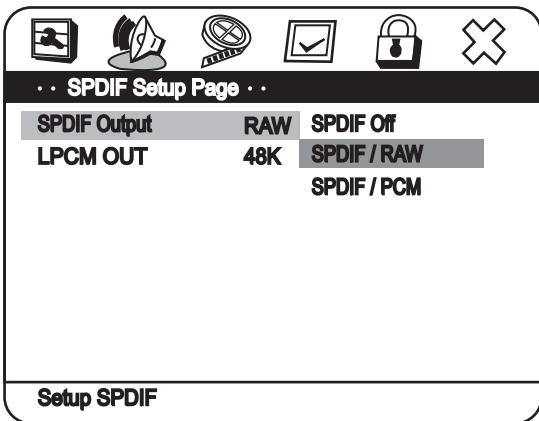 ·· SPDIF Setup Page ··
SPDIF Output RAW SPDIF Off
LPCM OUT 48K SPDIF / RAW
SPDIF / PCM
Setup SPDIF